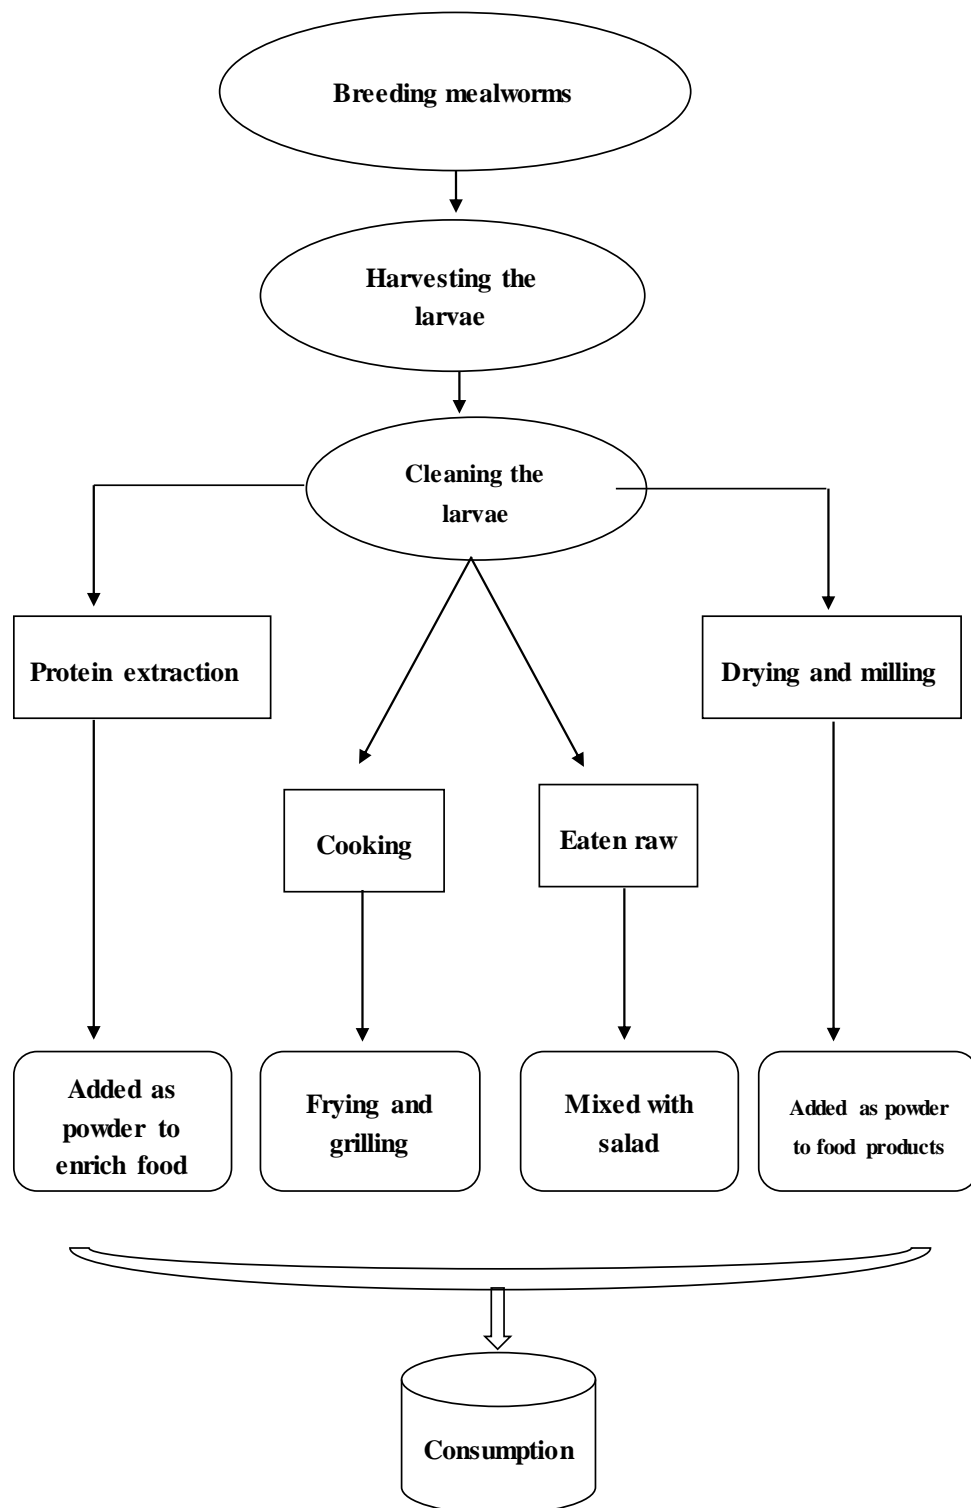 Breeding mealworms
Harvesting the
larvae
Cleaning the
larvae
Protein extraction
Drying and milling
Cooking
Eaten raw
Added as
powder to
enrich food
Frying and
grilling
Mixed with
salad
Added as powder
to food products
Consumption